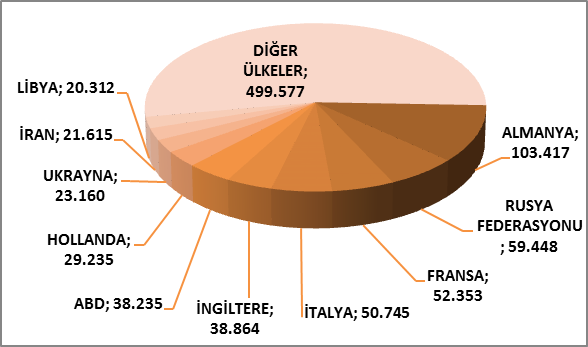 DİĞER
ÜLKELER;
499.577
ALMANYA;
103.417
RUSYA
FEDERASYONU
; 59.448
FRANSA;
52.353
İTALYA; 50.745
İNGİLTERE;
38.864
ABD; 38.235
HOLLANDA;
29.235
UKRAYNA;
23.160
İRAN; 21.615
LİBYA; 20.312